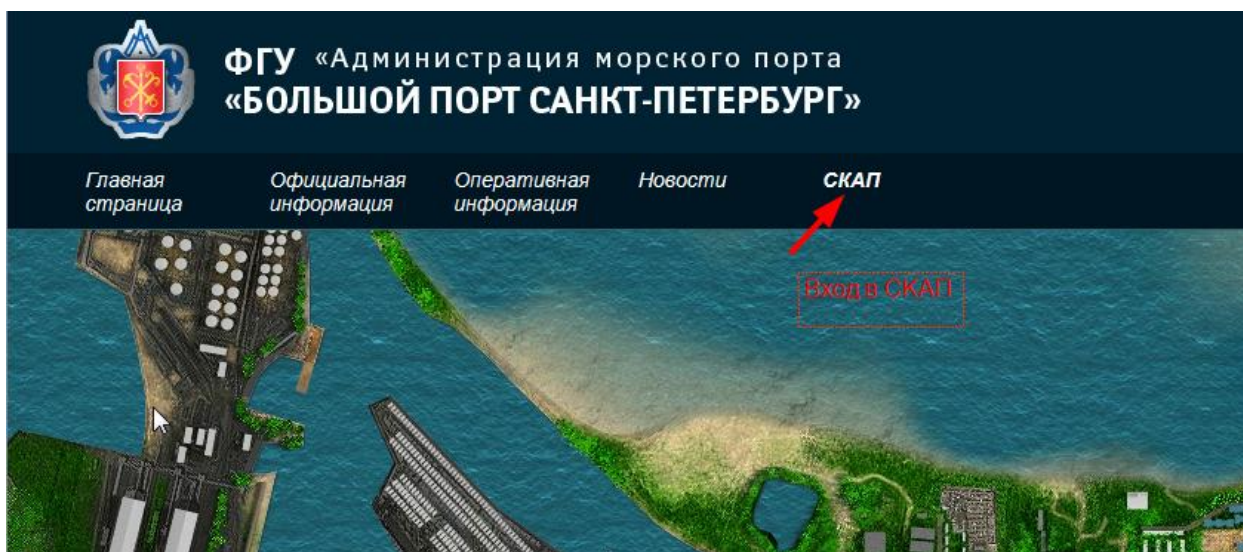 ФГУ «Администрация морского порта
«БОЛЬШОЙ ПОРТ САНКТ-ПЕТЕРБУРГ»
Главная страница
Официальная информация
Оперативная информация
Новости
СКАП
Вход в СКАП